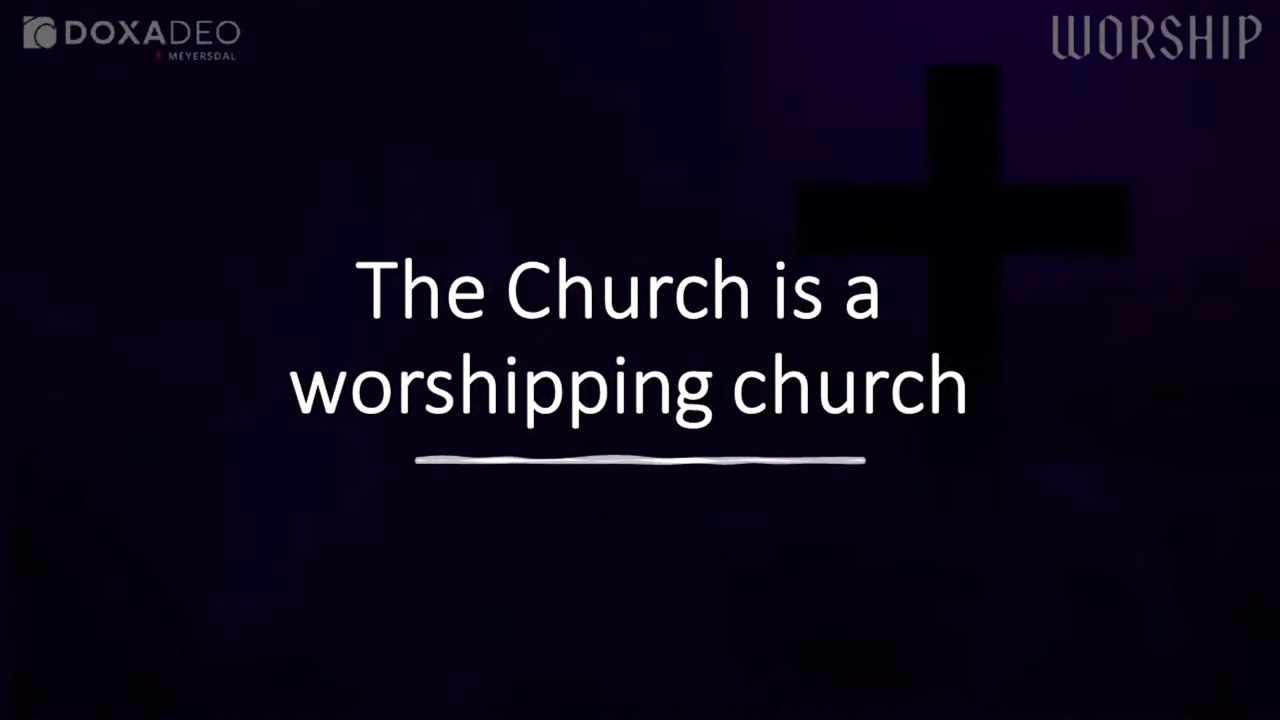 DOXADEO
MEYERSDAL
WORSHIP
The Church is a
worshipping church